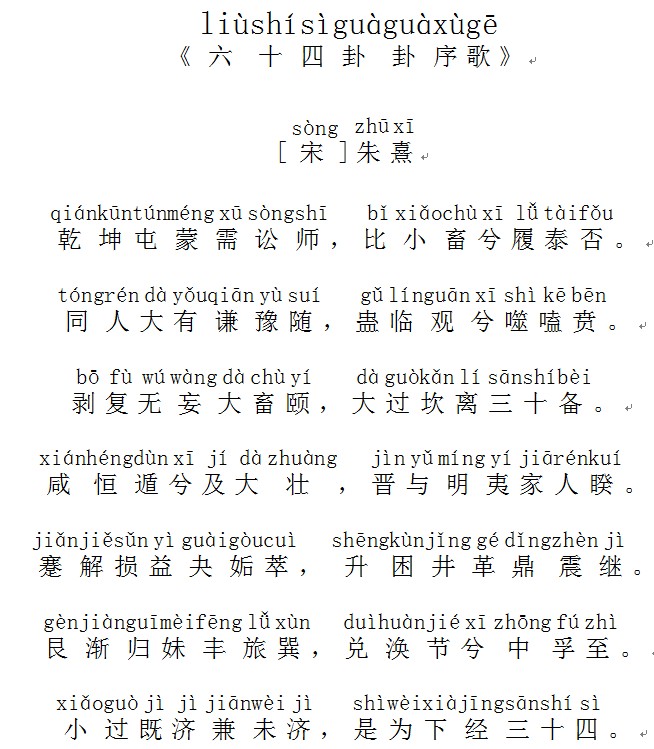 liùshísìguàguàxùgē
《六十四卦卦序歌》
sòng zhūxī
[宋]朱熹
qiánkūntúnméng xū sòngshī bǐ xiǎochù xī lǚ tàifǒu
乾坤屯蒙需讼师，比小畜兮履泰否。
tóngrén dà yǒuqiān yù suí gǔ línguān xī shì kē bēn
同人大有谦豫随，蛊临观兮噬嗑贲。
bō fù wú wàng dà chù yí dà guòkǎn lí sānshíbèi
剥复无妄大畜颐，大过坎离三十备。
xiánhéngdùn xī jí dà zhuàng jìn yǔ míng yí jiārénkuí
咸恒遁兮及大壮，晋与明夷家人睽。
jiǎnjiěsǔn yì guàigòucuì shēngkùnjǐng gé dǐngzhèn jì
蹇解损益夬姤萃，升困井革鼎震继。
gènjiànguīmèifēng lǚ xùn duìhuànjié xī zhōng fú zhì
艮渐归妹丰旅巽，兑涣节兮中孚至。
xiǎoguò jì jì jiānwèi jì shìwèixiàjīngsānshí sì
小过既济兼未济，是为下经三十四。